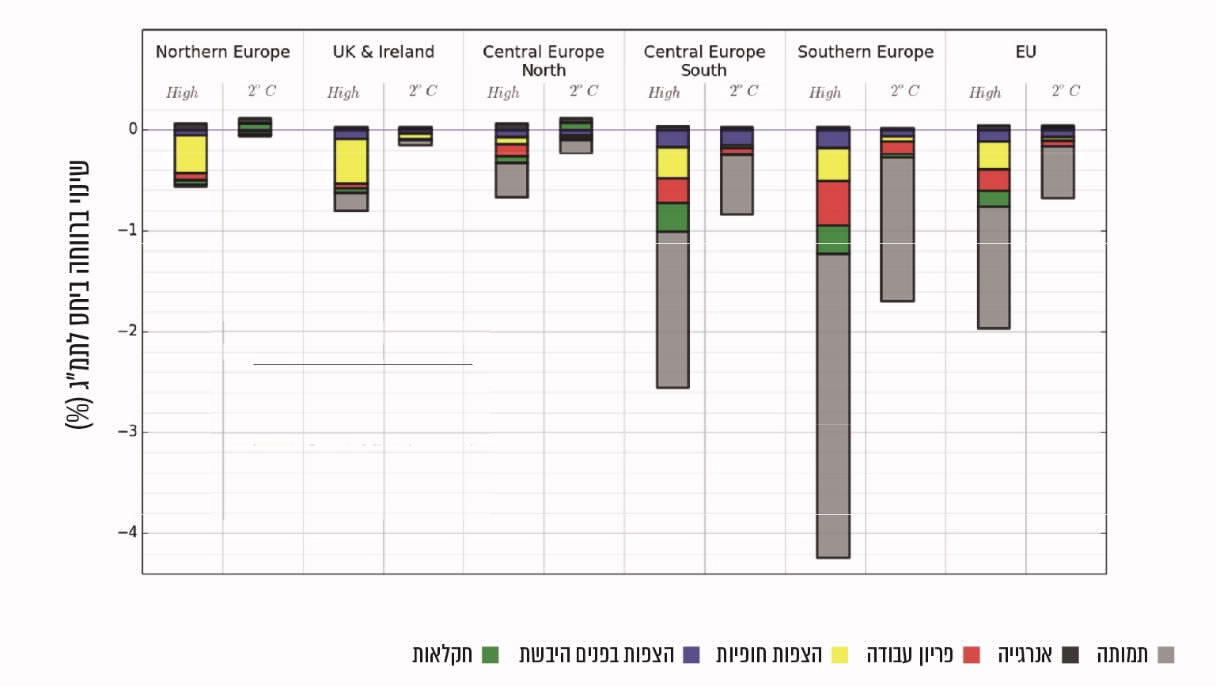 Northern Europe UK & Ireland Central Europe Central Europe Southern Europe EU
North South
High 2° C High 2° C High 2° C High 2° C High 2° C High 2° C
0
−1
−2
−3
−4
שינוי ברווחה ביחס לתמ"ג (%)
תמותה אנרגייה פריון עבודה הצפות חופיות הצפות בפנים היבשת חקלאות